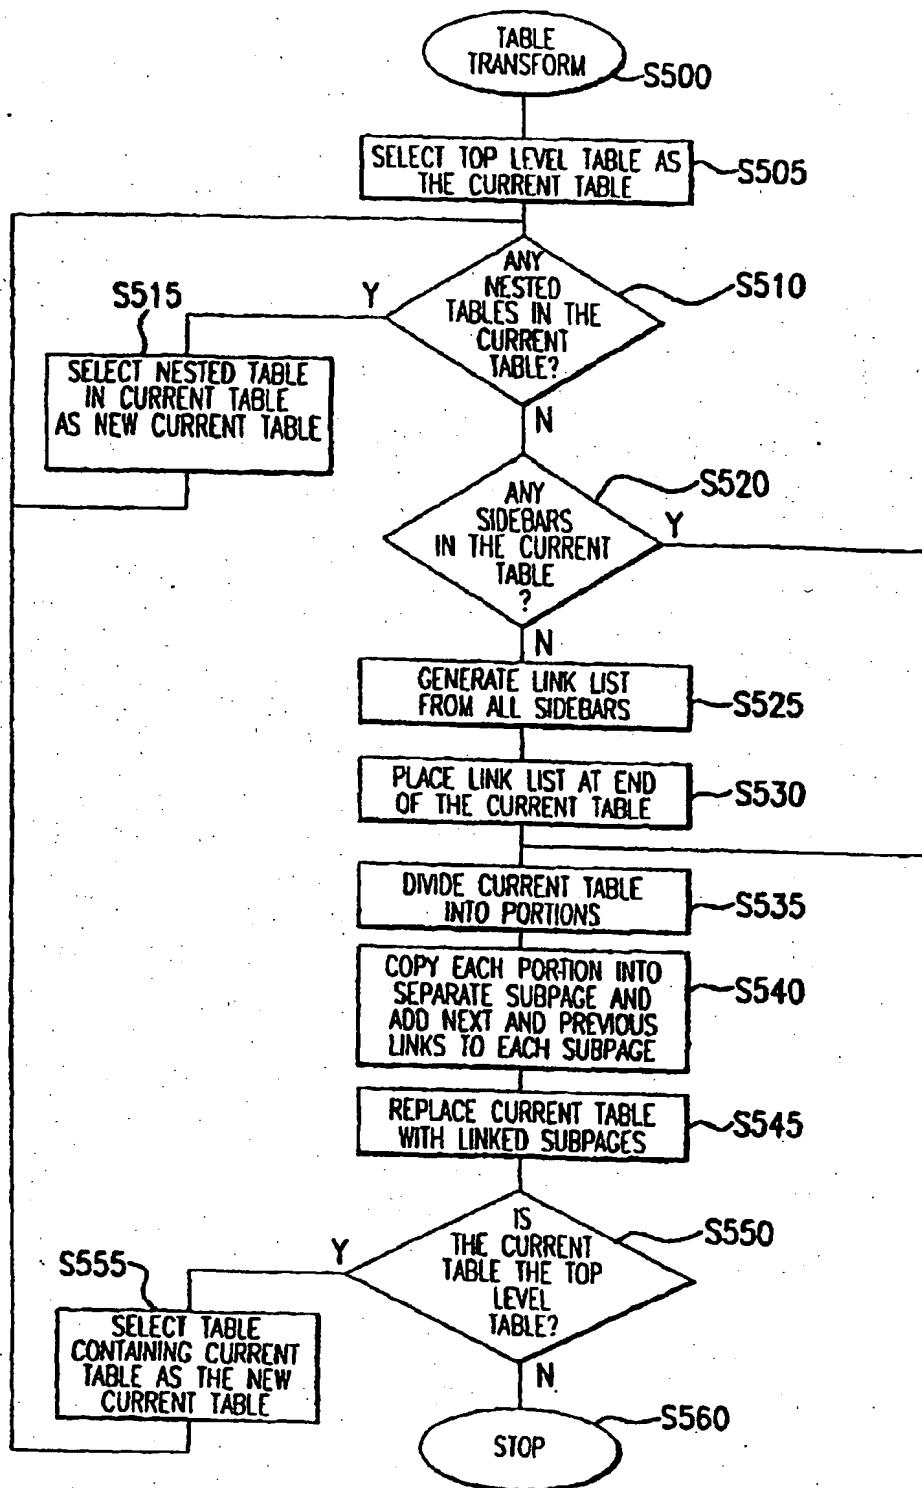 TABLE
TRANSFORM
S500
SELECT TOP LEVEL TABLE AS
THE CURRENT TABLE
S505
ANY
NESTED
TABLES IN THE
CURRENT
TABLE?
S510
Y
N
S515
SELECT NESTED TABLE
IN CURRENT TABLE
AS NEW CURRENT TABLE
ANY
SIDEBARS
IN THE CURRENT
TABLE
?
S520
Y
N
GENERATE LINK LIST
FROM ALL SIDEBARS
S525
PLACE LINK LIST AT END
OF THE CURRENT TABLE
S530
DIVIDE CURRENT TABLE
INTO PORTIONS
S535
COPY EACH PORTION INTO
SEPARATE SUBPAGE AND
ADD NEXT AND PREVIOUS
LINKS TO EACH SUBPAGE
S540
REPLACE CURRENT TABLE
WITH LINKED SUBPAGES
S545
IS
THE CURRENT
TABLE THE TOP
LEVEL
TABLE?
S550
Y
N
S555
SELECT TABLE
CONTAINING CURRENT
TABLE AS THE NEW
CURRENT TABLE
STOP
S560